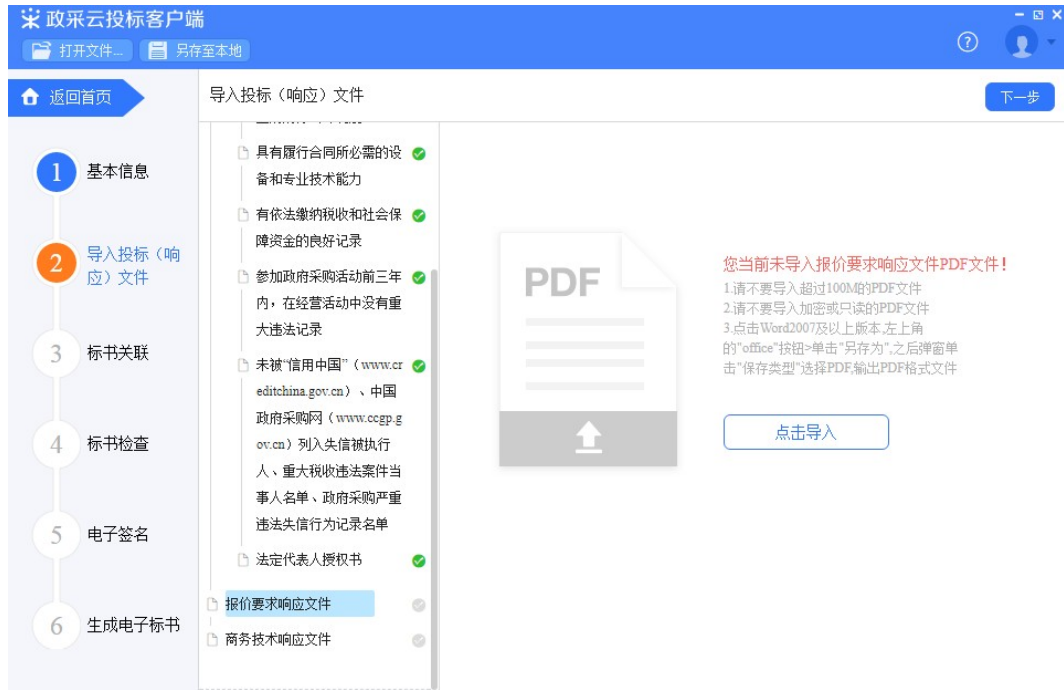 政采云投标客户端
打开文件...
另存至本地
返回首页
导入投标（响应）文件
下一步
1
基本信息
2
导入投标（响
应）文件
3
标书关联
4
标书检查
5
电子签名
6
生成电子标书
具有履行合同所必需的设
备和专业技术能力
有依法缴纳税收和社会保
障资金的良好记录
参加政府采购活动前三年
内，在经营活动中没有重
大违法记录
未被“信用中国”（www.cr
editchina.gov.cn）、中国
政府采购网（www.ccgp.g
ov.cn）列入失信被执行
人、重大税收违法案件当
事人名单、政府采购严重
违法失信行为记录名单
法定代表人授权书
报价要求响应文件
商务技术响应文件
PDF
您当前未导入报价要求响应文件PDF文件！
1.请不要导入超过100M的PDF文件
2.请不要导入加密或只读的PDF文件
3.点击Word2007及以上版本,左上角
的"office"按钮>单击"另存为",之后弹窗单
击"保存类型"选择PDF,输出PDF格式文件
点击导入